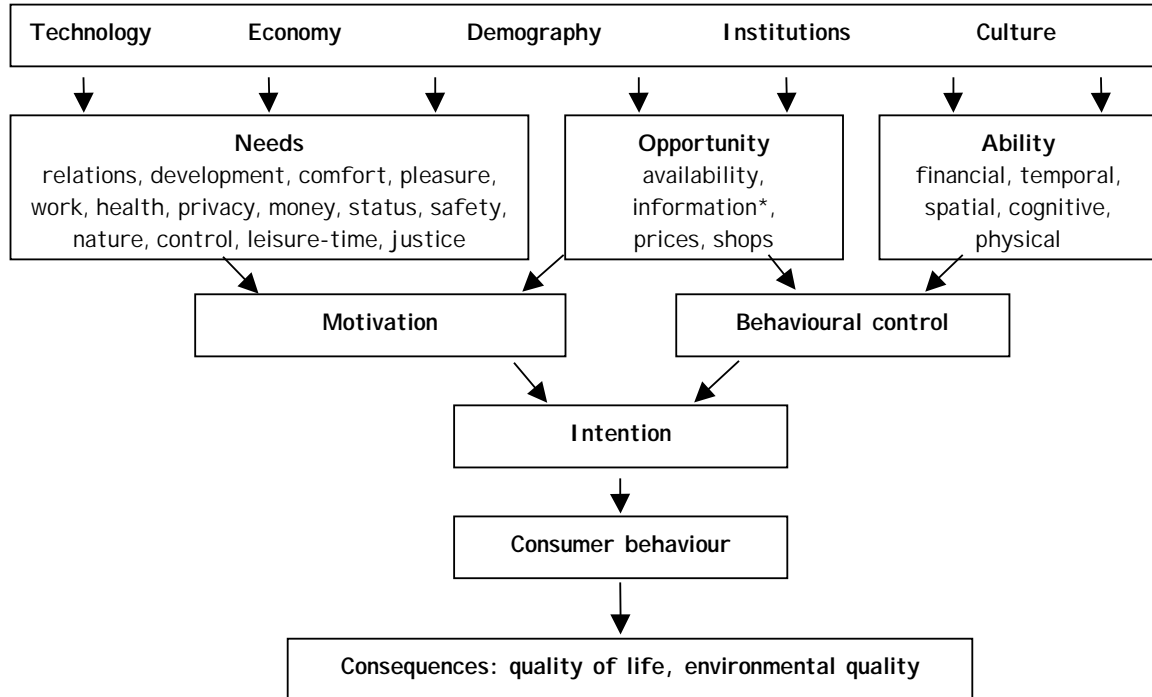 Technology Economy Demography Institutions Culture
Needs
relations, development, comfort, pleasure,
work, health, privacy, money, status, safety,
nature, control, leisure-time, justice
Opportunity
availability,
information*,
prices, shops
Ability
financial, temporal,
spatial, cognitive,
physical
Motivation
Behavioural control
Intention
Consumer behaviour
Consequences: quality of life, environmental quality